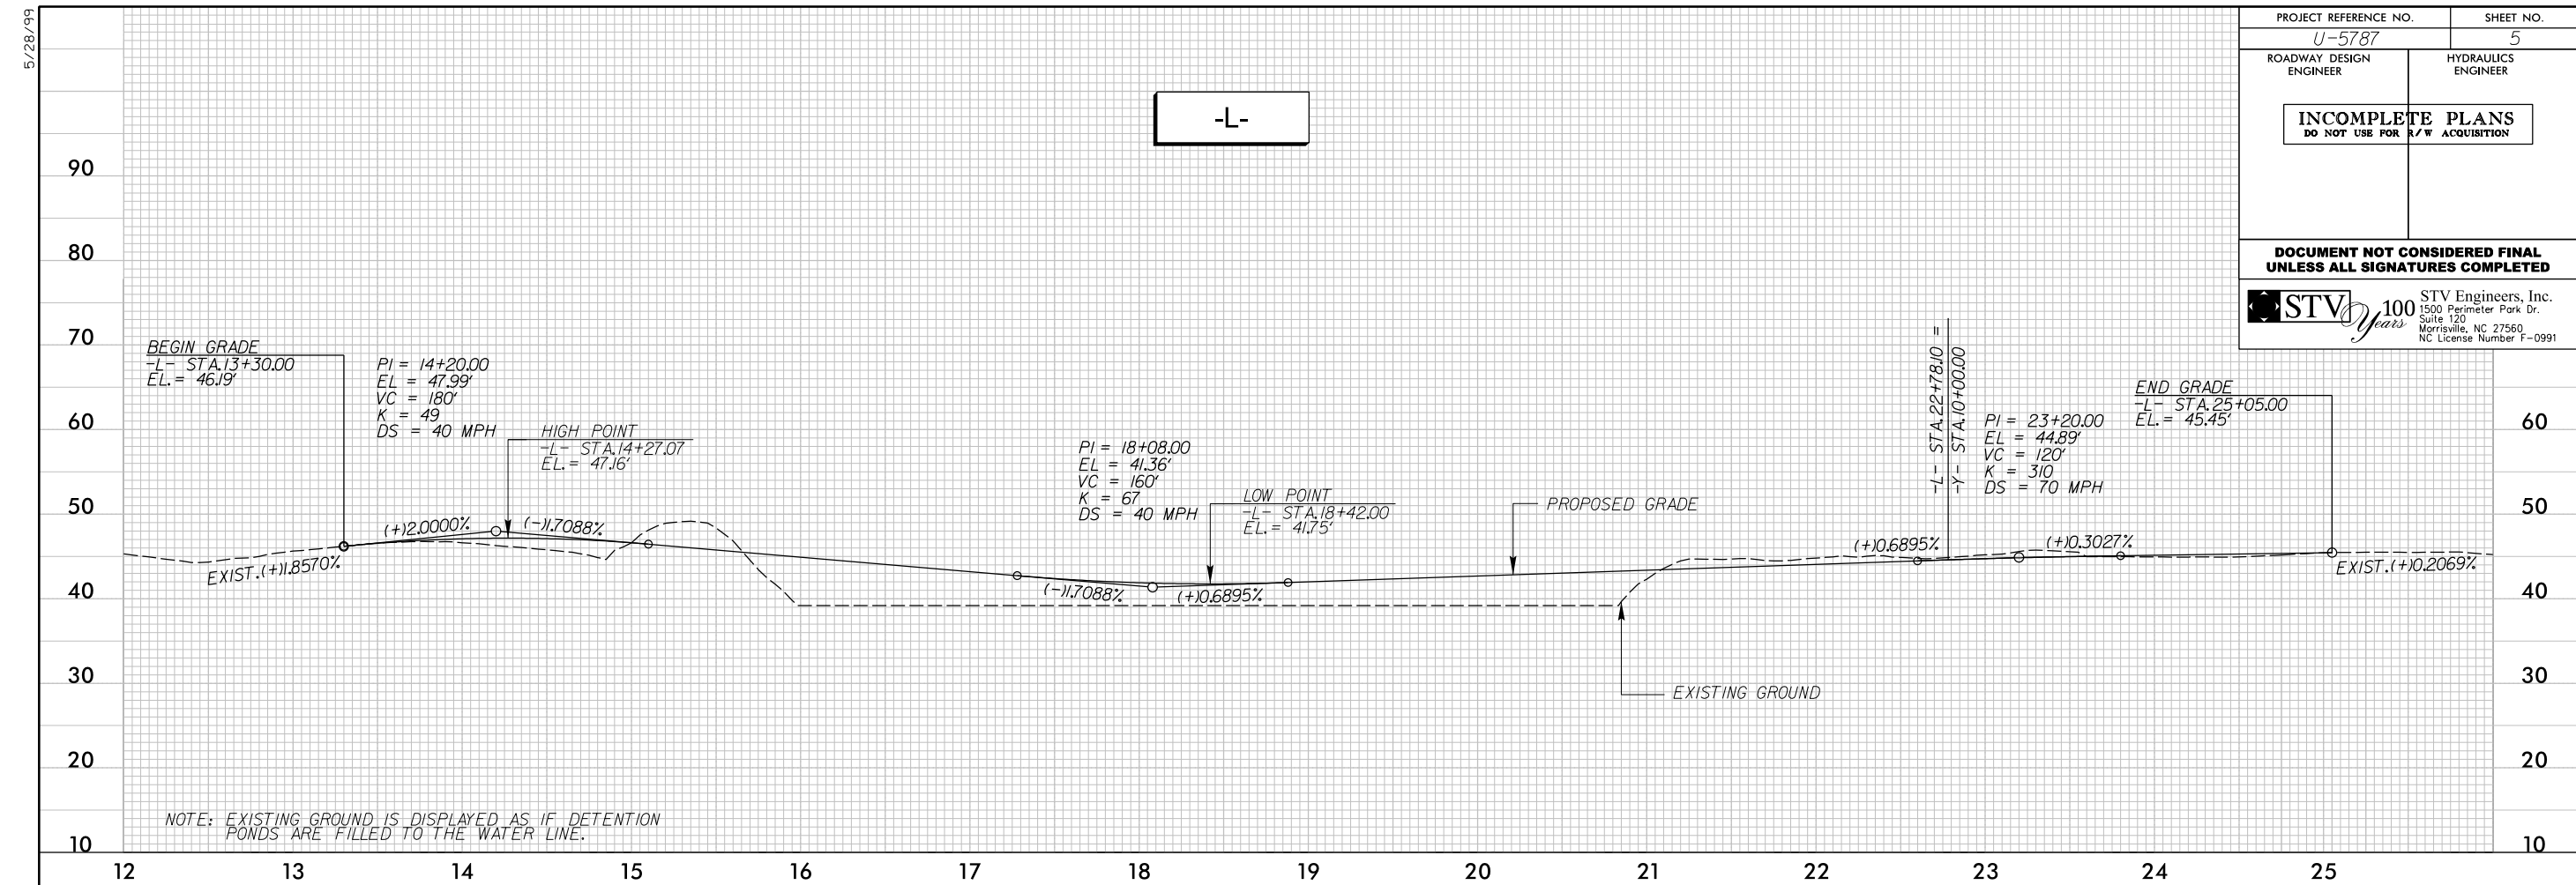 5/28/99
PROJECT REFERENCE NO.
SHEET NO.
U-5787
5
ROADWAY DESIGN
ENGINEER
HYDRAULICS
ENGINEER
INCOMPLETE PLANS
DO NOT USE FOR R/W ACQUISITION
DOCUMENT NOT CONSIDERED FINAL
UNLESS ALL SIGNATURES COMPLETED
STV
100
Years
STV Engineers, Inc.
1500 Perimeter Park Dr.
Suite 120
Morrisville, NC 27560
NC License Number F-0991
-L-
90
80
70
60
50
40
30
20
10
BEGIN GRADE
-L- STA.13+30.00
EL.= 46.19'
PI = 14+20.00
EL = 47.99'
VC = 180'
K = 49
DS = 40 MPH
HIGH POINT
-L- STA.14+27.07
EL.= 47.16'
PI = 18+08.00
EL = 41.36'
VC = 160'
K = 67
DS = 40 MPH
LOW POINT
-L- STA.18+42.00
EL.= 41.75'
PROPOSED GRADE
-L- STA.22+78.10 =
-Y- STA.10+00.00
PI = 23+20.00
EL = 44.89'
VC = 120'
K = 310
DS = 70 MPH
END GRADE
-L- STA.25+05.00
EL.= 45.45'
(+)2.0000%
(-)1.7088%
EXIST.(+)1.8570%
(-)1.7088%
(+)0.6895%
(+)0.6895%
(+)0.3027%
EXIST.(+)0.2069%
EXISTING GROUND
60
50
40
30
20
10
NOTE: EXISTING GROUND IS DISPLAYED AS IF DETENTION
PONDS ARE FILLED TO THE WATER LINE.
12 13 14 15 16 17 18 19 20 21 22 23 24 25